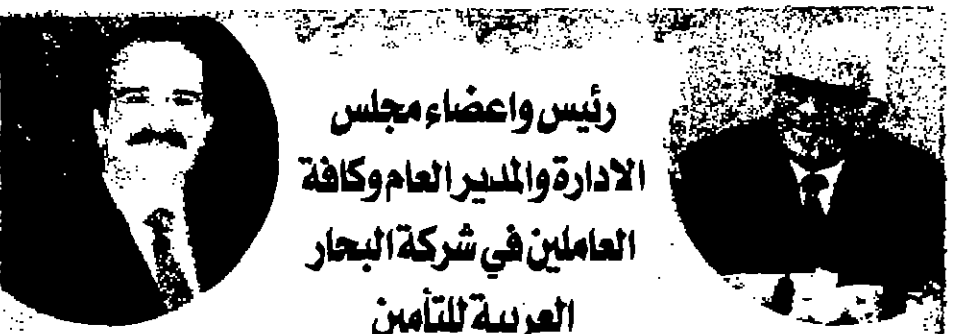 رئيس واعضاء مجلس
الادارة والمدير العام وكافة
العاملين في شركة البحار
العربية للتأمين